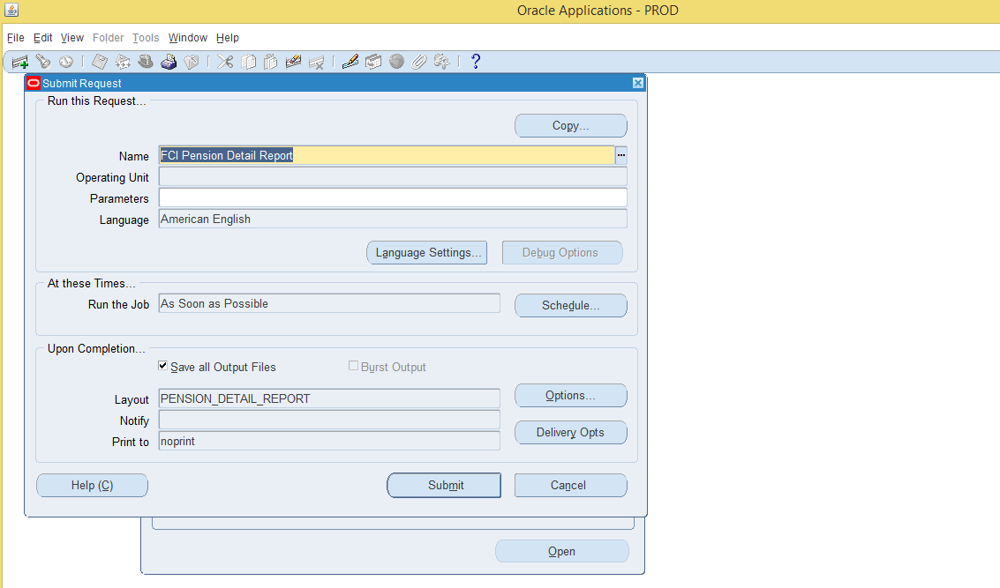 Oracle Applications - PROD
File Edit View Folder Tools Window Help
?
Submit Request
Run this Request...
Copy...
Name FCI Pension Detail Report ...
Operating Unit
Parameters
Language American English
Language Settings... Debug Options
At these Times...
Run the Job As Soon as Possible Schedule...
Upon Completion...
Save all Output Files Burst Output
Layout PENSION_DETAIL_REPORT Options...
Notify
Print to noprint Delivery Opts
Help (C) Submit Cancel
Open